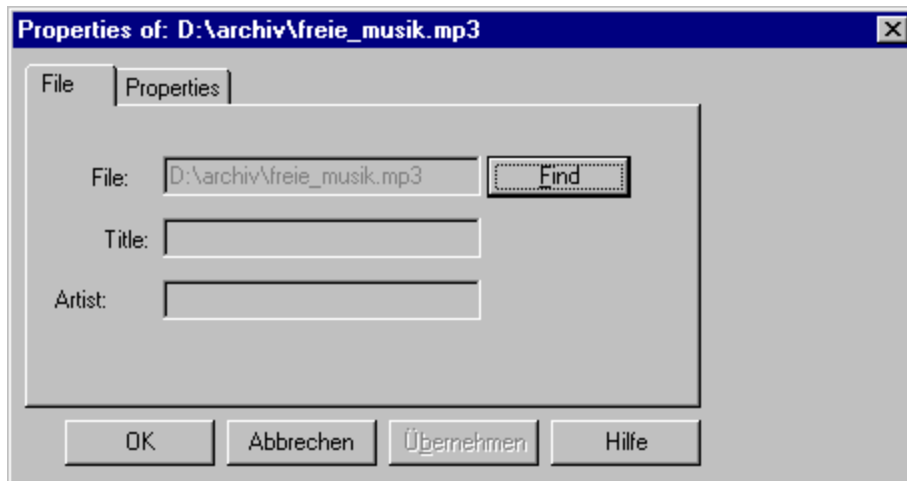 Properties of: D:\archiv\freie_musik.mp3
File Properties
File: D:\archiv\freie_musik.mp3 Find
Title:
Artist:
OK Abbrechen Übernehmen Hilfe